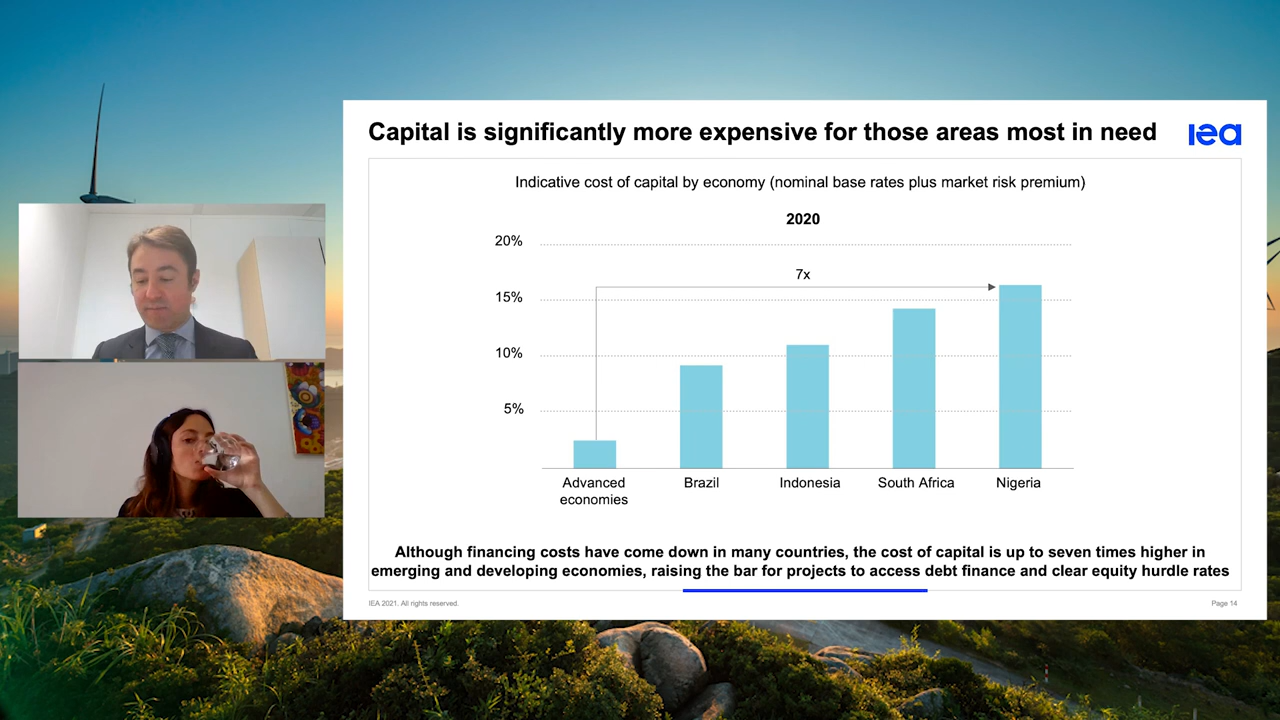 Capital is significantly more expensive for those areas most in need
iea
Indicative cost of capital by economy (nominal base rates plus market risk premium)
2020
20%
7x
15%
10%
5%
Advanced economies
Brazil
Indonesia
South Africa
Nigeria
Although financing costs have come down in many countries, the cost of capital is up to seven times higher in
emerging and developing economies, raising the bar for projects to access debt finance and clear equity hurdle rates
IEA 2021. All rights reserved.
Page 14